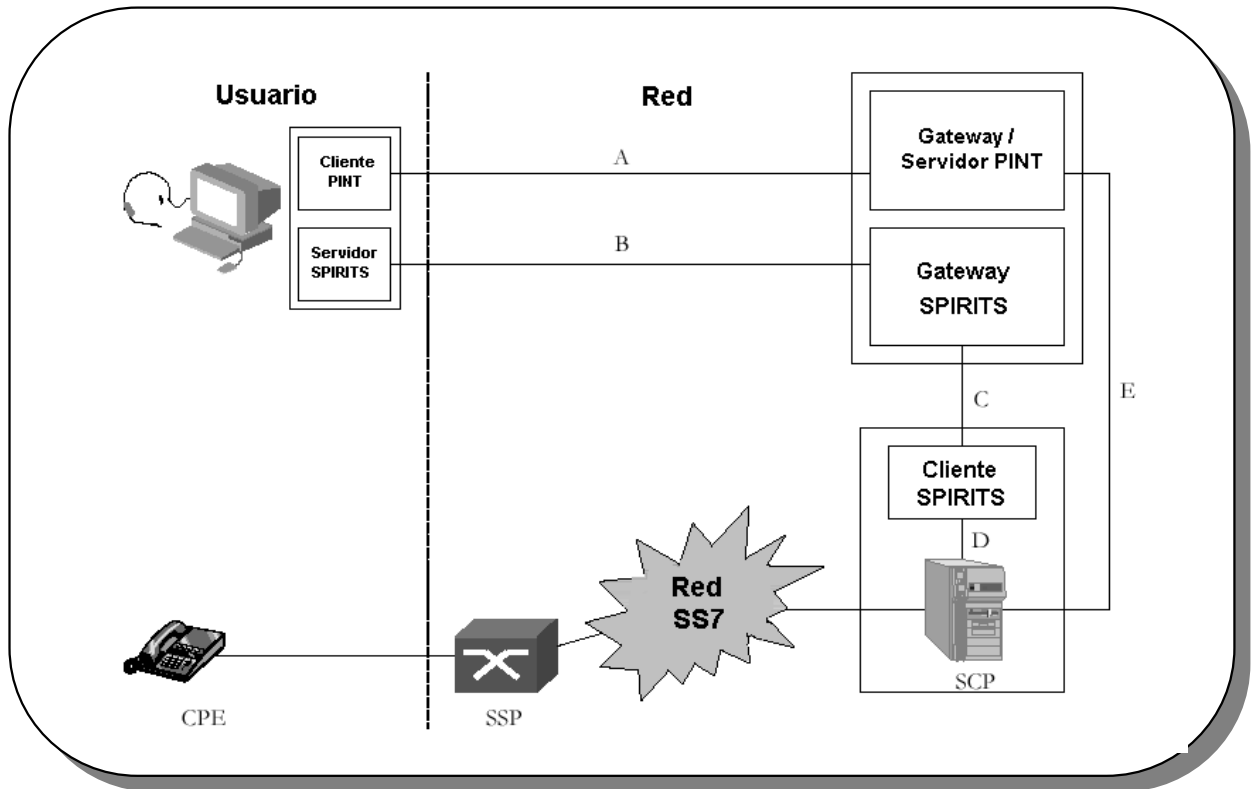 Usuario
Red
Cliente
PINT
A
Gateway /
Servidor PINT
Servidor
SPIRITS
B
Gateway
SPIRITS
C
E
Cliente
SPIRITS
D
Red
SS7
SCP
CPE
SSP